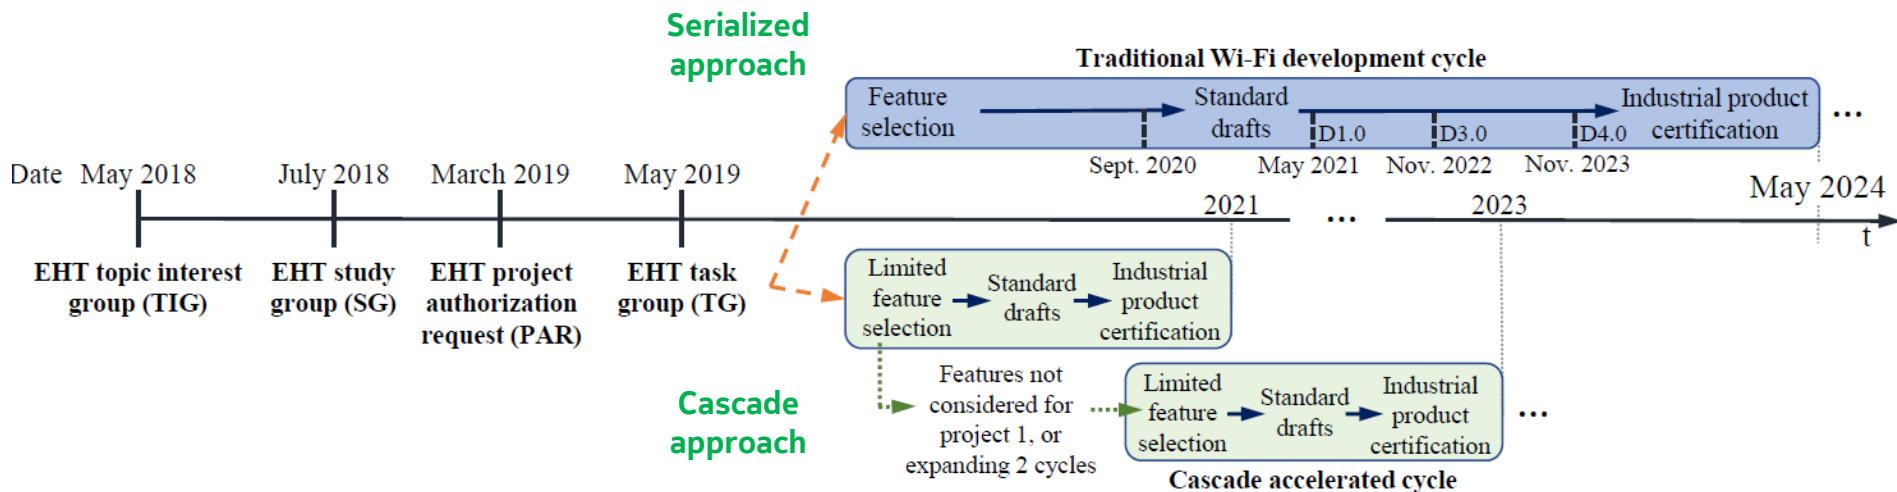 Serialized
approach
Traditional Wi-Fi development cycle
Feature
selection
Standard
drafts
Industrial product
certification
...
D1.0
D3.0
D4.0
Sept. 2020
May 2021
Nov. 2022
Nov. 2023
Date
May 2018
July 2018
March 2019
May 2019
2021
...
2023
May 2024
t
EHT topic interest
group (TIG)
EHT study
group (SG)
EHT project
authorization
request (PAR)
EHT task
group (TG)
Limited
feature
selection
Standard
drafts
Industrial
product
certification
Cascade
approach
Features not
considered for
project 1, or
expanding 2 cycles
Limited
feature
selection
Standard
drafts
Industrial
product
certification
...
Cascade accelerated cycle